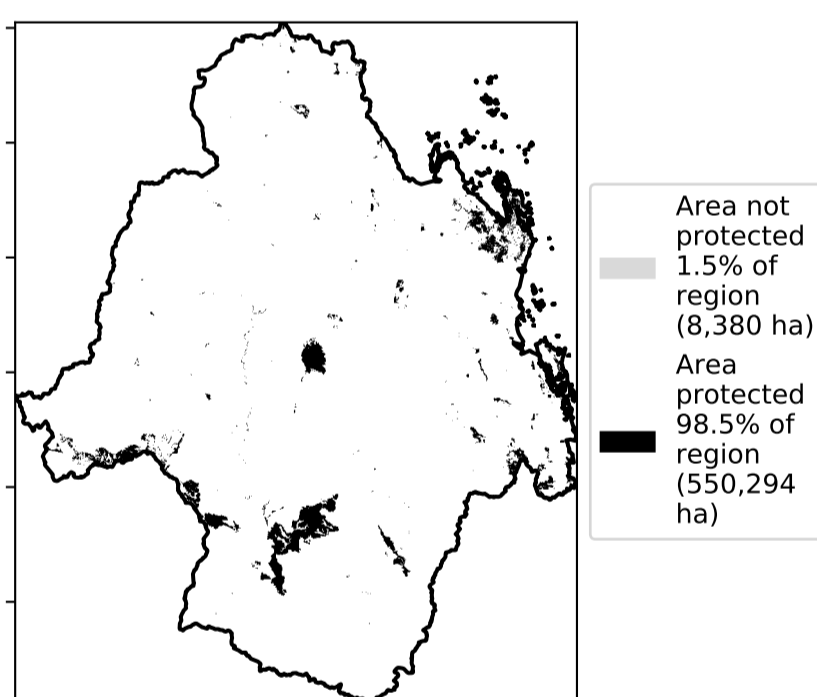 Area not
protected
1.5% of
region
(8,380 ha)
Area
protected
98.5% of
region
(550,294
ha)